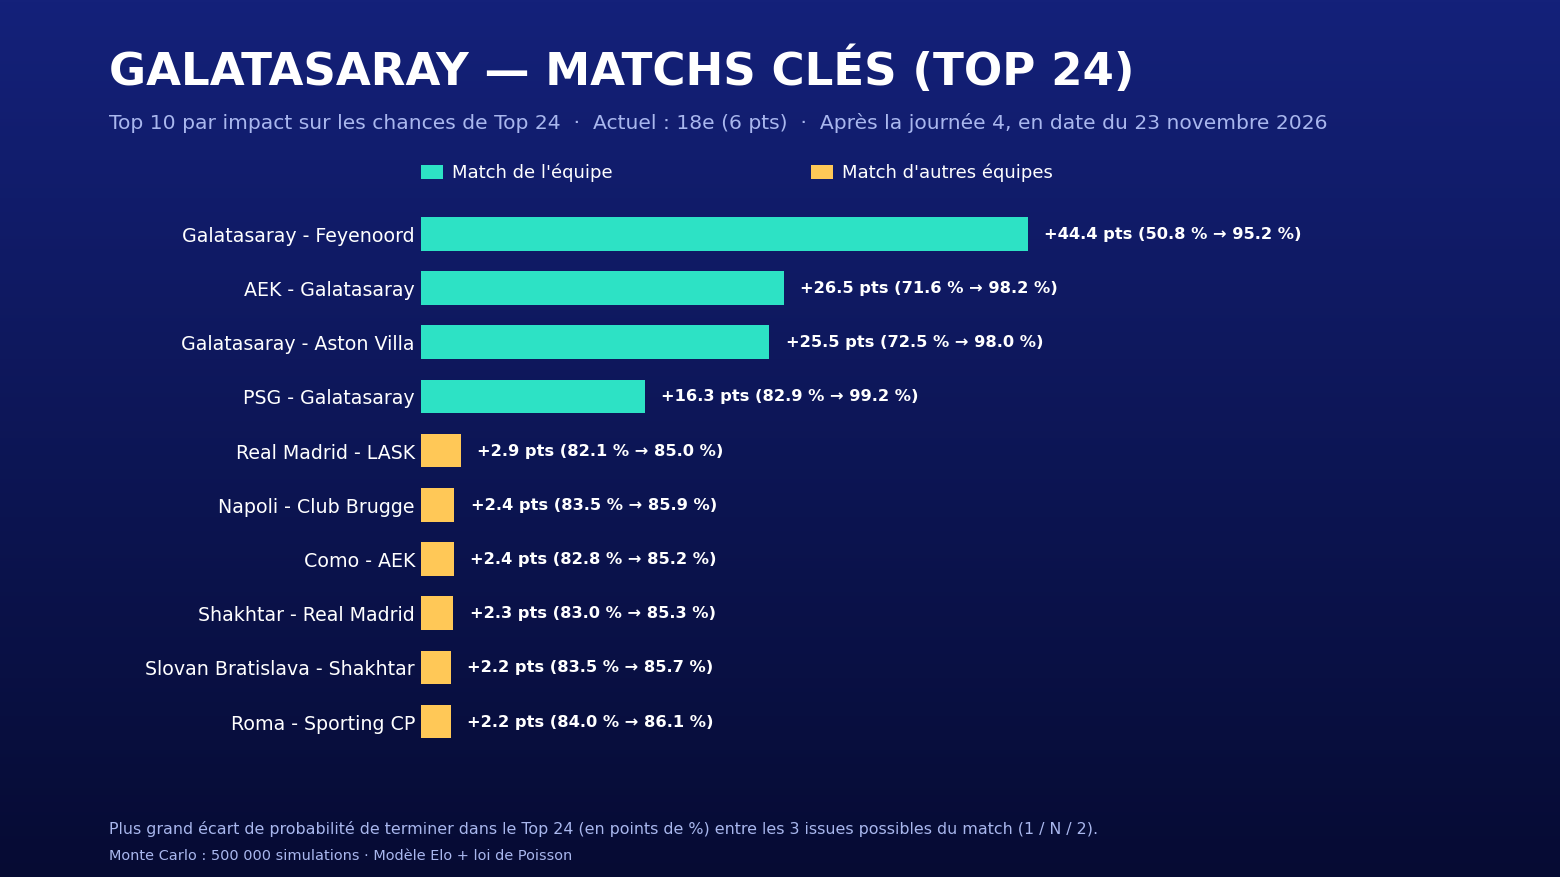 GALATASARAY — MATCHS CLÉS (TOP 24)
Top 10 par impact sur les chances de Top 24 · Actuel : 18e (6 pts) · Après la journée 4, en date du 23 novembre 2026
Match de l'équipe
Match d'autres équipes
Galatasaray - Feyenoord +44.4 pts (50.8 % → 95.2 %)
AEK - Galatasaray +26.5 pts (71.6 % → 98.2 %)
Galatasaray - Aston Villa +25.5 pts (72.5 % → 98.0 %)
PSG - Galatasaray +16.3 pts (82.9 % → 99.2 %)
Real Madrid - LASK +2.9 pts (82.1 % → 85.0 %)
Napoli - Club Brugge +2.4 pts (83.5 % → 85.9 %)
Como - AEK +2.4 pts (82.8 % → 85.2 %)
Shakhtar - Real Madrid +2.3 pts (83.0 % → 85.3 %)
Slovan Bratislava - Shakhtar +2.2 pts (83.5 % → 85.7 %)
Roma - Sporting CP +2.2 pts (84.0 % → 86.1 %)
Plus grand écart de probabilité de terminer dans le Top 24 (en points de %) entre les 3 issues possibles du match (1 / N / 2).
Monte Carlo : 500 000 simulations · Modèle Elo + loi de Poisson